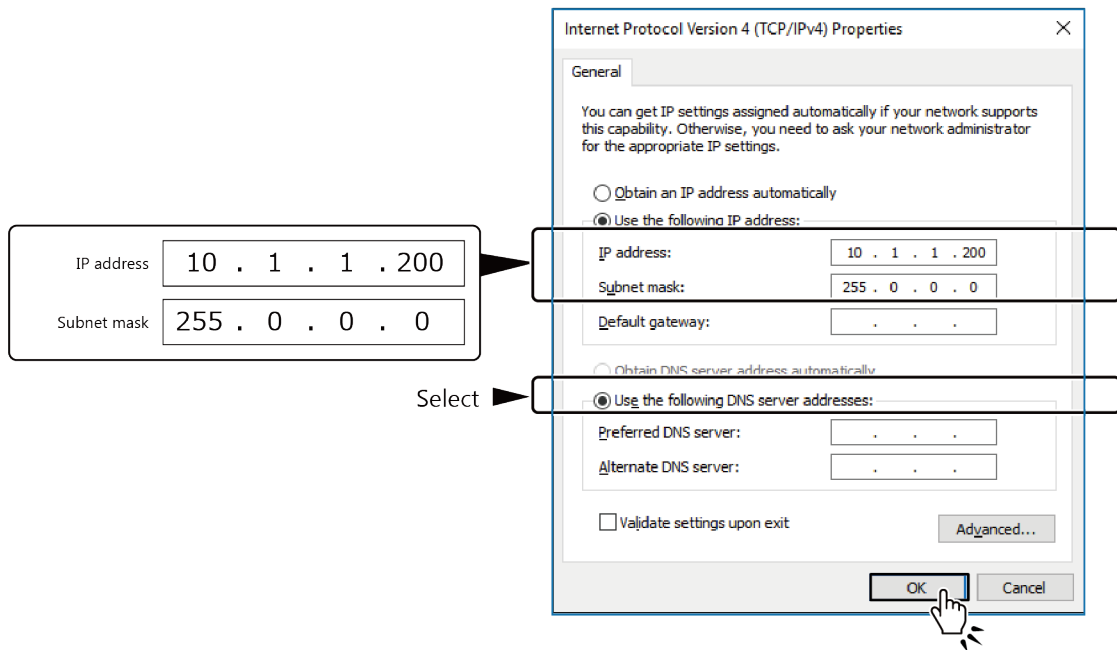 Internet Protocol Version 4 (TCP/IPv4) Properties
General
You can get IP settings assigned automatically if your network supports
this capability. Otherwise, you need to ask your network administrator
for the appropriate IP settings.
Obtain an IP address automatically
Use the following IP address:
IP address 10 . 1 . 1 . 200
Subnet mask 255 . 0 . 0 . 0
IP address: 10 . 1 . 1 . 200
Subnet mask: 255 . 0 . 0 . 0
Default gateway: . . .
Obtain DNS server address automatically
Select
Use the following DNS server addresses:
Preferred DNS server: . . .
Alternate DNS server: . . .
Validate settings upon exit
Advanced...
OK
Cancel